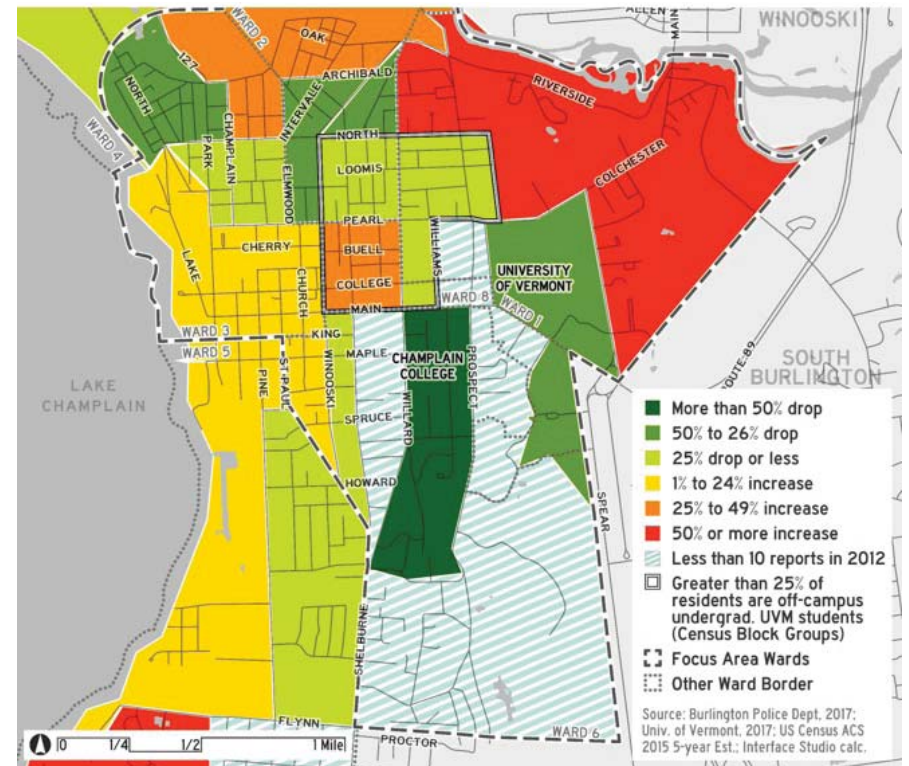 ALLEN
MAIN
WINOOSKI
WARD 2
OAK
127
ARCHIBALD
RIVERSIDE
NORTH
INTERVALE
CHAMPLAIN
NORTH
WARD 4
PARK
LOOMIS
COLCHESTER
ELMWOOD
PEARL
WILLIAMS
CHERRY
BUELL
LAKE
CHURCH
COLLEGE
UNIVERSITY
OF VERMONT
WARD 8
WARD 1
MAIN
WARD 3
KING
WARD 5
MAPLE
CHAMPLAIN
COLLEGE
PROSPECT
ROUTE-89
SOUTH
BURLINGTON
LAKE
CHAMPLAIN
PINE
ST PAUL
WINOOSKI
SPRUCE
WILLARD
HOWARD
SPEAR
More than 50% drop
50% to 26% drop
25% drop or less
1% to 24% increase
25% to 49% increase
50% or more increase
Less than 10 reports in 2012
Greater than 25% of
residents are off-campus
undergrad. UVM students
(Census Block Groups)
Focus Area Wards
Other Ward Border
Source: Burlington Police Dept, 2017;
Univ. of Vermont, 2017; US Census ACS
2015 5-year Est.; Interface Studio calc.
SHELBURNE
FLYNN
WARD 6
PROCTOR
0 1/4 1/2 1 Mile